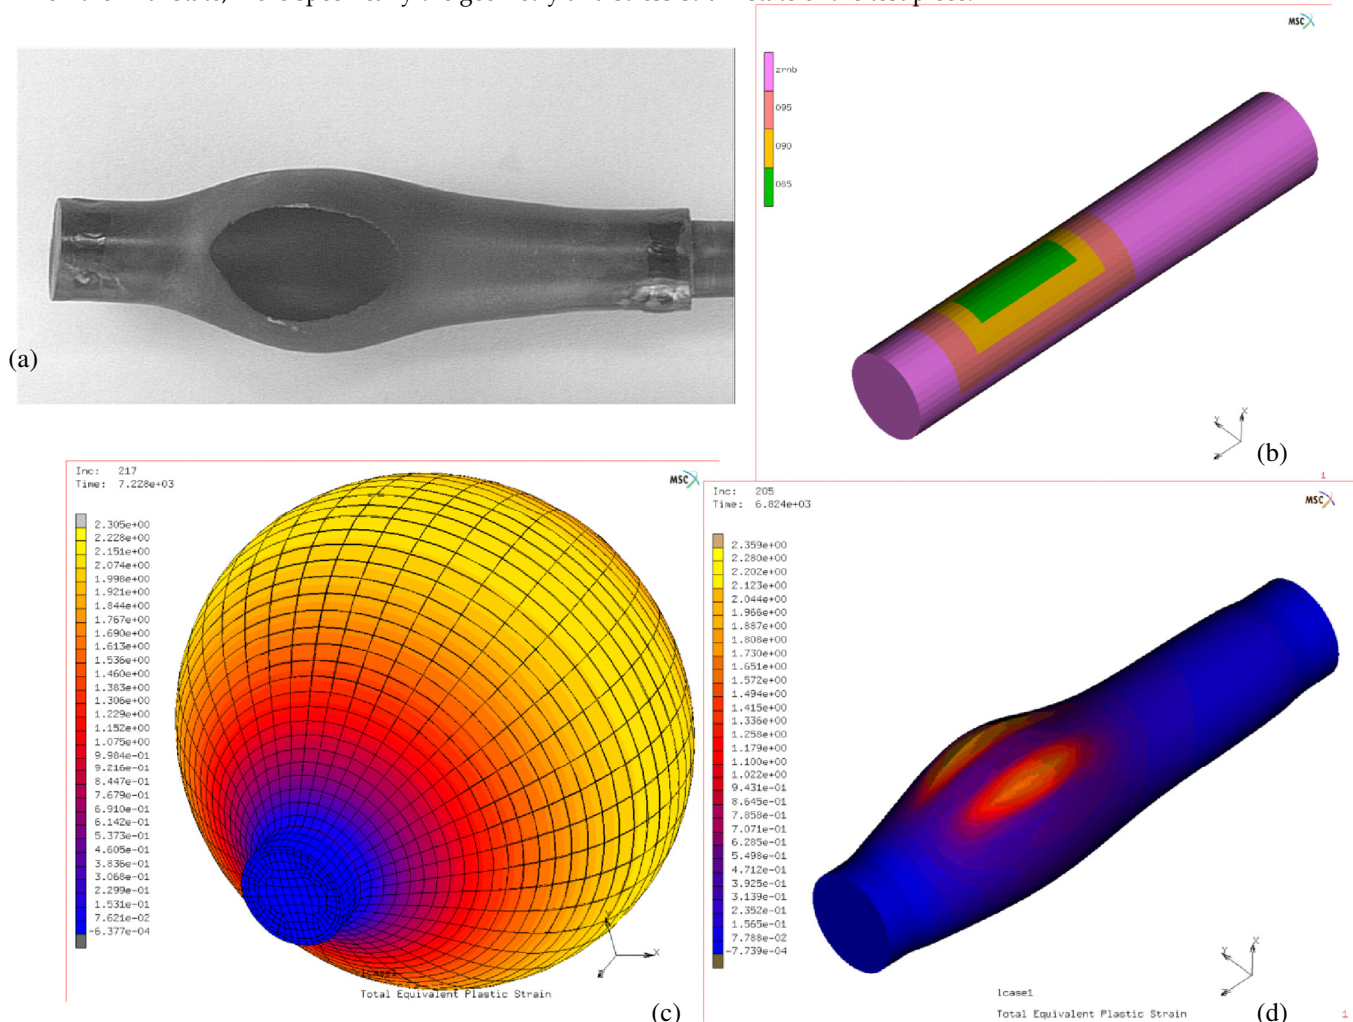 (a)
MSC
zrnb
095
090
085
(b)
1
Inc: 217
Time: 7.228e+03
MSC
2.305e+00
2.228e+00
2.151e+00
2.074e+00
1.998e+00
1.921e+00
1.844e+00
1.767e+00
1.690e+00
1.613e+00
1.536e+00
1.460e+00
1.383e+00
1.306e+00
1.229e+00
1.152e+00
1.075e+00
9.984e-01
9.216e-01
8.447e-01
7.679e-01
6.910e-01
6.142e-01
5.373e-01
4.605e-01
3.836e-01
3.068e-01
2.299e-01
1.531e-01
7.621e-02
-6.377e-04
lcase1
Total Equivalent Plastic Strain
(c)
Inc: 205
Time: 6.824e+03
MSC
2.359e+00
2.280e+00
2.202e+00
2.123e+00
2.044e+00
1.966e+00
1.887e+00
1.808e+00
1.730e+00
1.651e+00
1.572e+00
1.494e+00
1.415e+00
1.336e+00
1.258e+00
1.179e+00
1.100e+00
1.022e+00
9.431e-01
8.645e-01
7.858e-01
7.071e-01
6.285e-01
5.498e-01
4.712e-01
3.925e-01
3.139e-01
2.352e-01
1.565e-01
7.788e-02
-7.739e-04
lcase1
Total Equivalent Plastic Strain
(d)
1